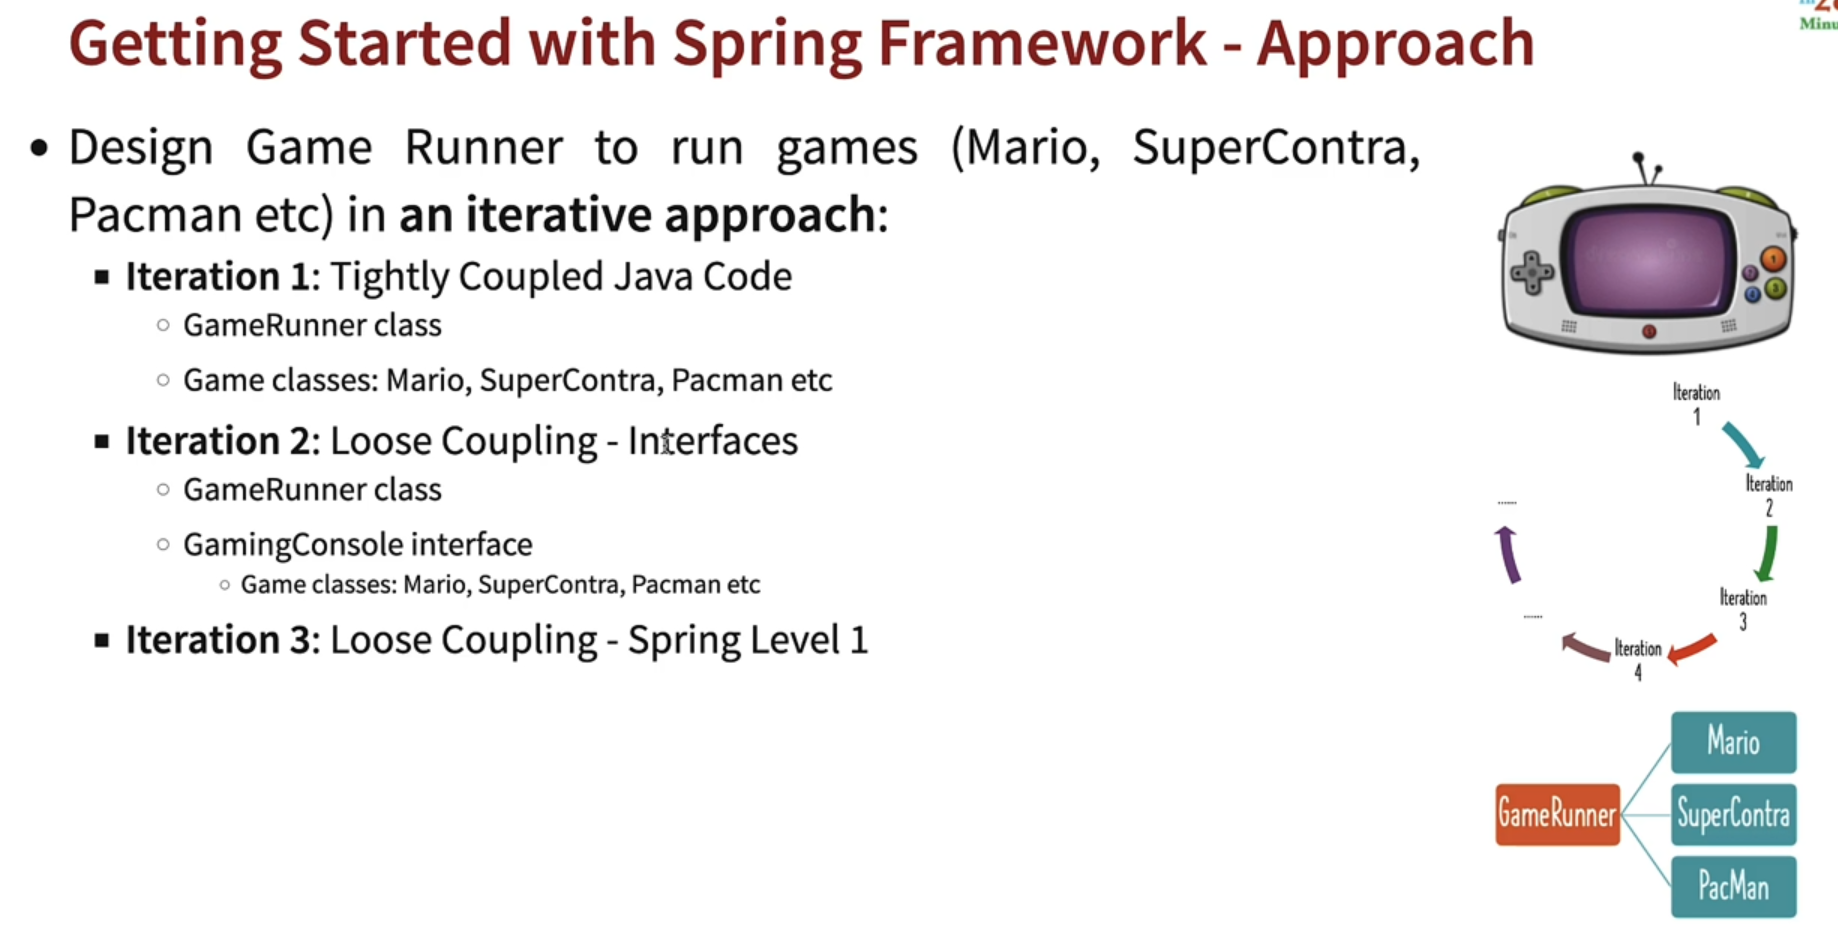 Getting Started with Spring Framework - Approach
Minu
• Design Game Runner to run games (Mario, SuperContra,
Pacman etc) in an iterative approach:
▪ Iteration 1: Tightly Coupled Java Code
○ GameRunner class
○ Game classes: Mario, SuperContra, Pacman etc
▪ Iteration 2: Loose Coupling - Interfaces
○ GameRunner class
○ GamingConsole interface
○ Game classes: Mario, SuperContra, Pacman etc
▪ Iteration 3: Loose Coupling - Spring Level 1
Iteration
1
Iteration
2
Iteration
3
Iteration
4
......
......
GameRunner
Mario
SuperContra
PacMan